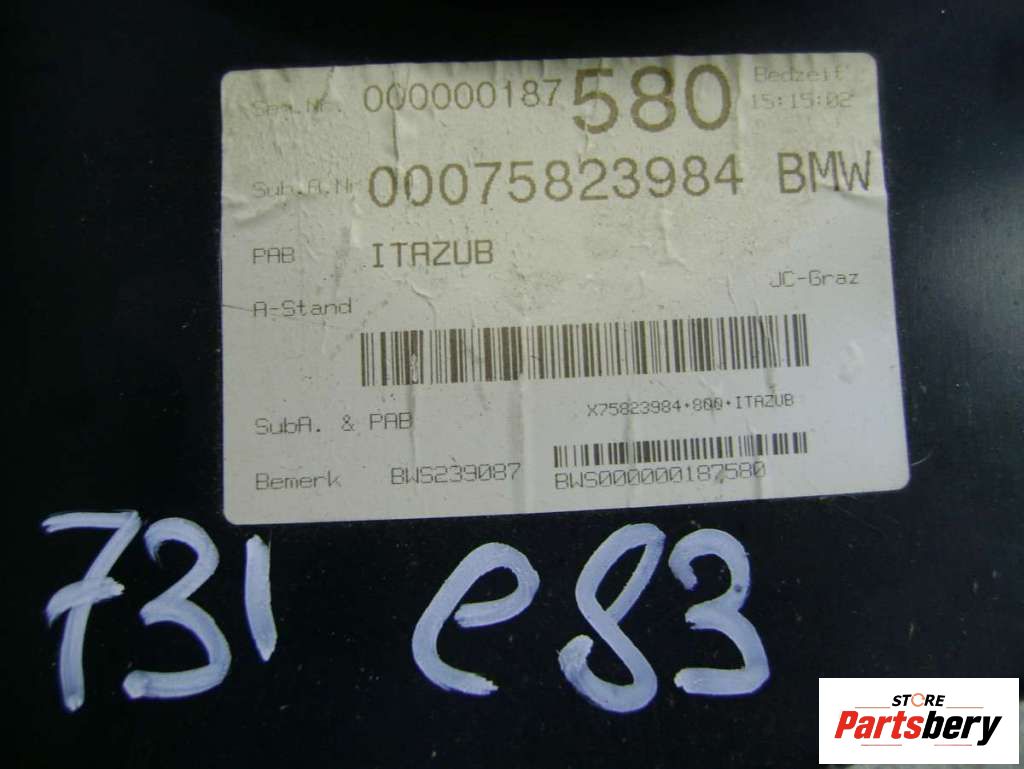 Seq.Nr. 000000187 580 Bedzeit
15:15:02
Sub.A.Nr 00075823984 BMW
PAB ITAZUB
JC-Graz
A-Stand
X75823984+800+ITAZUB
SubA. & PAB
Bemerk BWS239087 BWS000000187580
731 e83
STORE
Partsbery